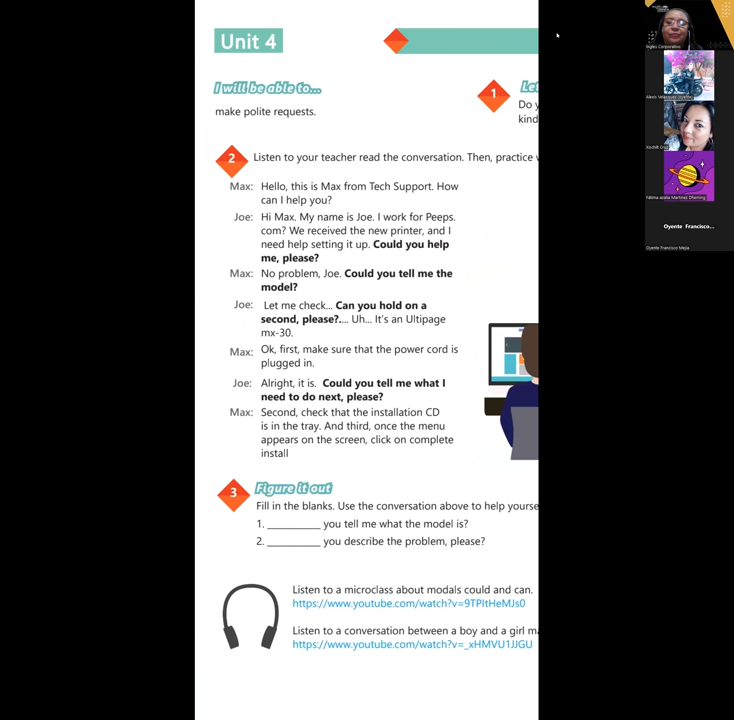 Unit 4
I will be able to...
make polite requests.
1
Do y
kind
2
Listen to your teacher read the conversation. Then, practice
Max: Hello, this is Max from Tech Support. How
can I help you?
Joe: Hi Max. My name is Joe. I work for Peeps.
com? We received the new printer, and I
need help setting it up. Could you help
me, please?
Max: No problem, Joe. Could you tell me the
model?
Joe: Let me check... Can you hold on a
second, please?.... Uh... It's an Ultipage
mx-30.
Max: Ok, first, make sure that the power cord is
plugged in.
Joe: Alright, it is. Could you tell me what I
need to do next, please?
Max: Second, check that the installation CD
is in the tray. And third, once the menu
appears on the screen, click on complete
install
3
Figure it out
Fill in the blanks. Use the conversation above to help yourse
1. __________ you tell me what the model is?
2. __________ you describe the problem, please?
Listen to a microclass about modals could and can.
https://www.youtube.com/watch?v=9TPItHeMJs0
Listen to a conversation between a boy and a girl ma
https://www.youtube.com/watch?v=_xHMVU1JJGU
Ingles Corporativo
Xochilt Cruz
Oyente Francisco...
Oyente Francisco Mejia